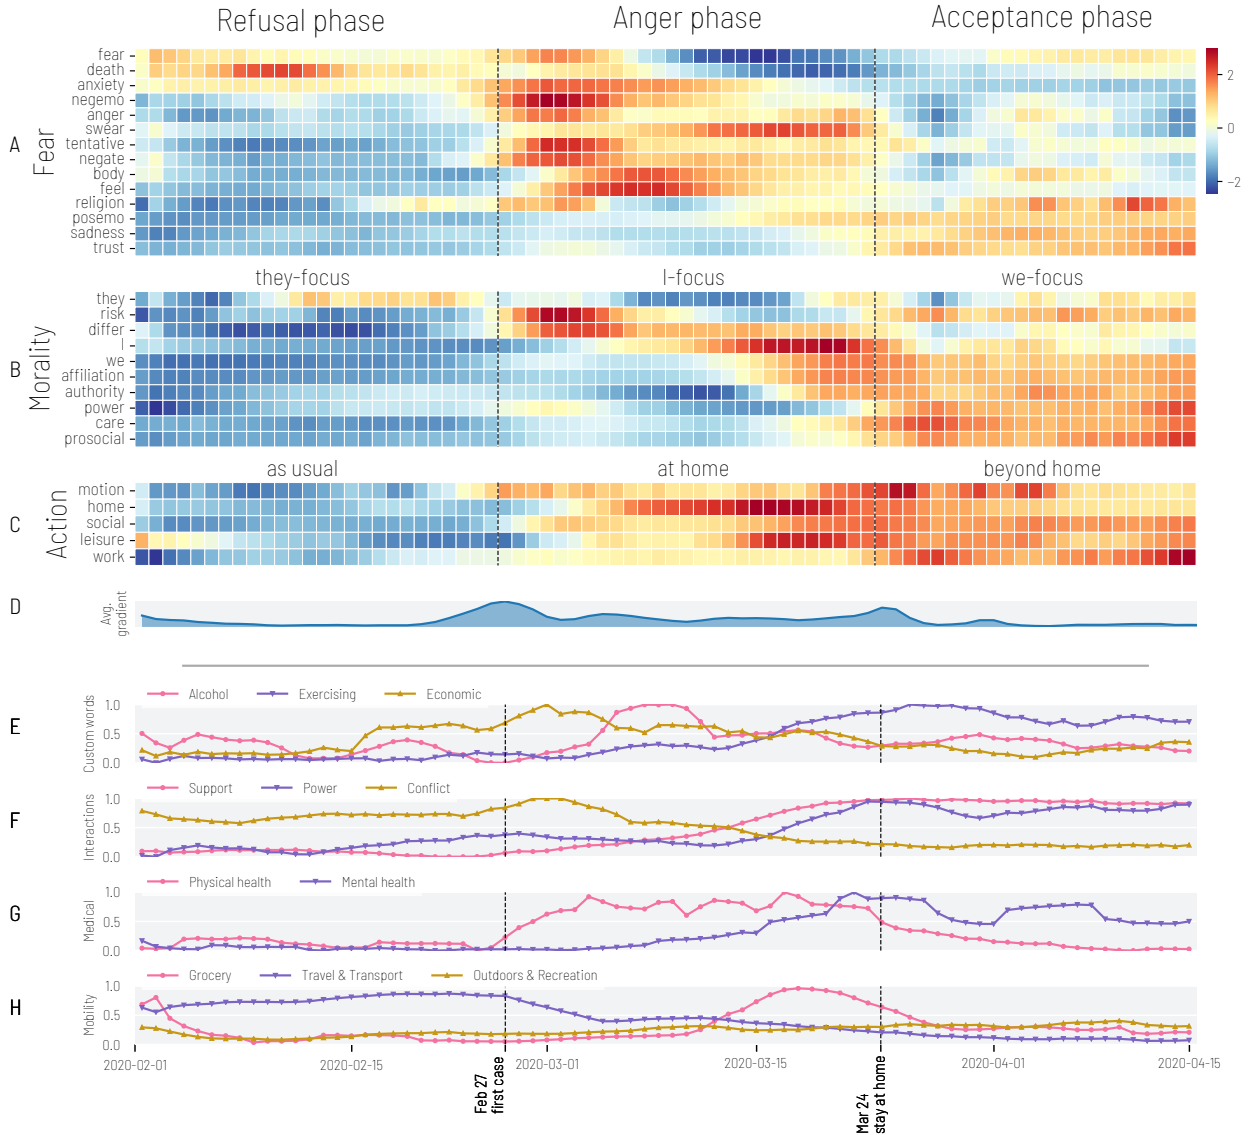 Refusal phase
Anger phase
Acceptance phase
A
Fear
fear
death
anxiety
negemo
anger
swear
tentative
negate
body
feel
religion
posemo
sadness
trust
2
0
−2
they-focus
I-focus
we-focus
B
Morality
they
risk
differ
I
we
affiliation
authority
power
care
prosocial
as usual
at home
beyond home
C
Action
motion
home
social
leisure
work
D
Avg.
gradient
Alcohol
Exercising
Economic
E
Custom words
1.0
0.5
0.0
Support
Power
Conflict
F
Interactions
1.0
0.5
0.0
Physical health
Mental health
G
Medical
1.0
0.5
0.0
Grocery
Travel & Transport
Outdoors & Recreation
H
Mobility
1.0
0.5
0.0
2020-02-01
2020-02-15
2020-03-01
2020-03-15
2020-04-01
2020-04-15
Feb 27
first case
Mar 24
stay at home